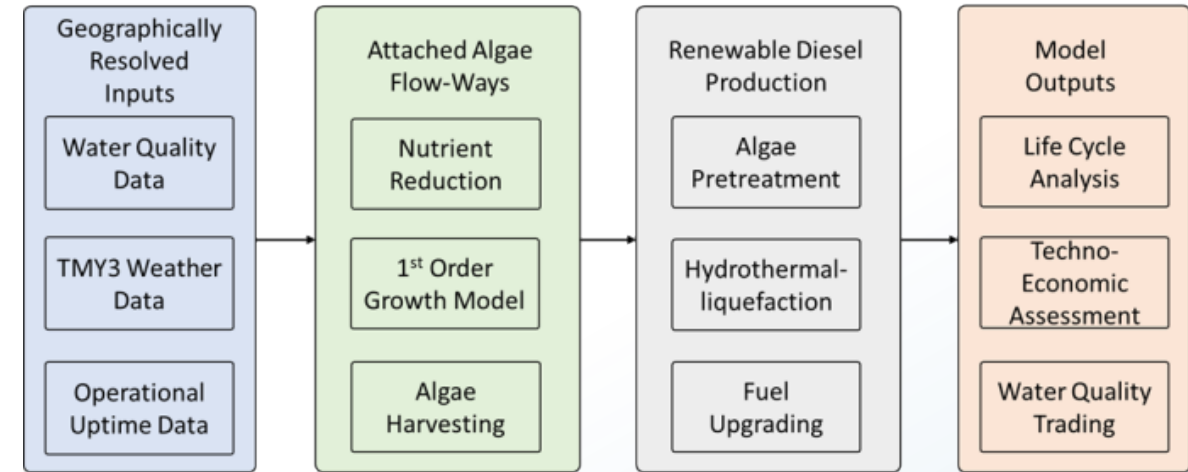 Geographically
Resolved
Inputs
Water Quality
Data
TMY3 Weather
Data
Operational
Uptime Data
Attached Algae
Flow-Ways
Nutrient
Reduction
1st Order
Growth Model
Algae
Harvesting
Renewable Diesel
Production
Algae
Pretreatment
Hydrothermal-
liquefaction
Fuel
Upgrading
Model
Outputs
Life Cycle
Analysis
Techno-
Economic
Assessment
Water Quality
Trading